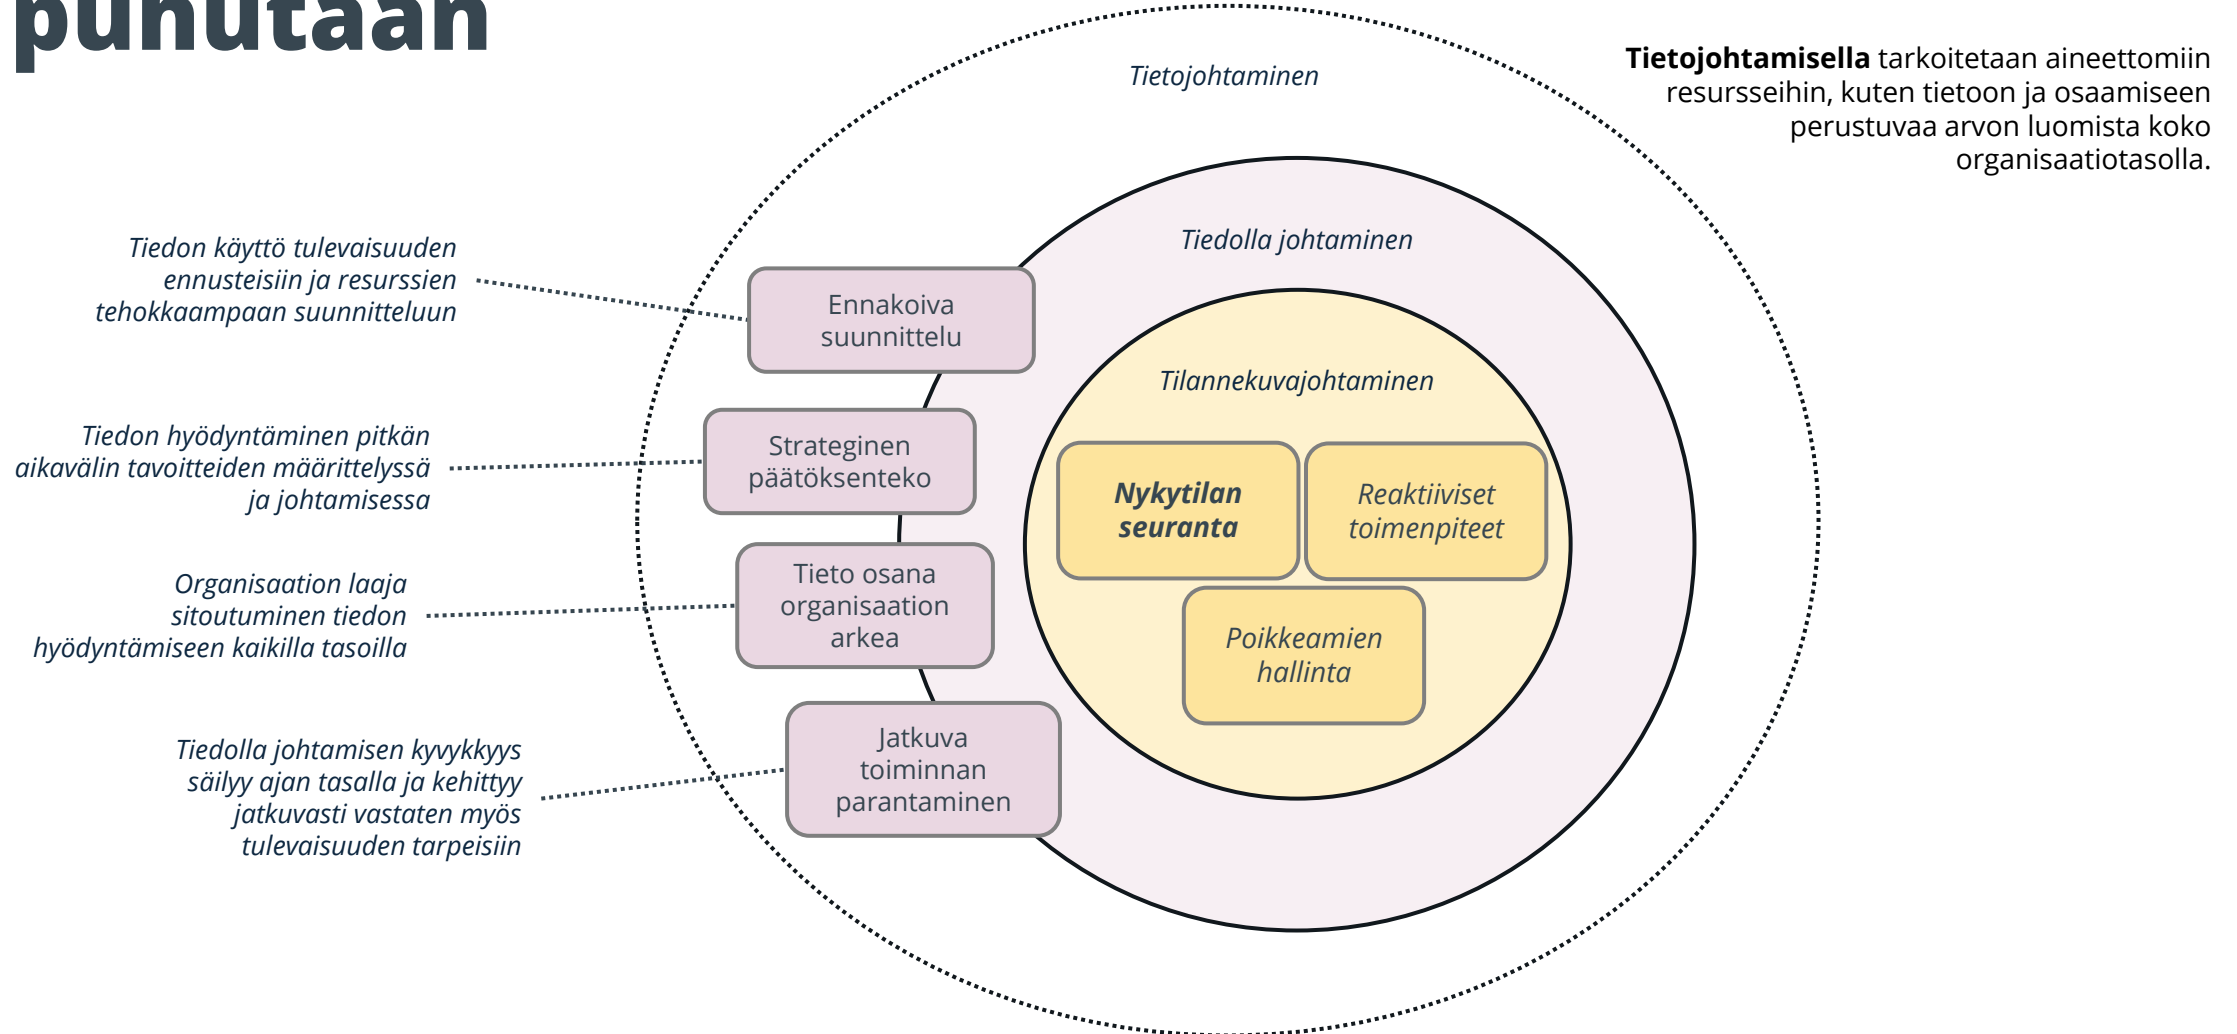 punutaan
Tietojohtaminen
Tietojohtamisella tarkoitetaan aineettomiin
resursseihin, kuten tietoon ja osaamiseen
perustuvaa arvon luomista koko
organisaatiotasolla.
Tiedolla johtaminen
Tiedon käyttö tulevaisuuden
ennusteisiin ja resurssien
tehokkaampaan suunnitteluun
Ennakoiva
suunnittelu
Tilannekuvajohtaminen
Tiedon hyödyntäminen pitkän
aikavälin tavoitteiden määrittelyssä
ja johtamisessa
Strateginen
päätöksenteko
Nykytilan
seuranta
Reaktiiviset
toimenpiteet
Organisaation laaja
sitoutuminen tiedon
hyödyntämiseen kaikilla tasoilla
Tieto osana
organisaation
arkea
Poikkeamien
hallinta
Tiedolla johtamisen kyvykkyys
säilyy ajan tasalla ja kehittyy
jatkuvasti vastaten myös
tulevaisuuden tarpeisiin
Jatkuva
toiminnan
parantaminen